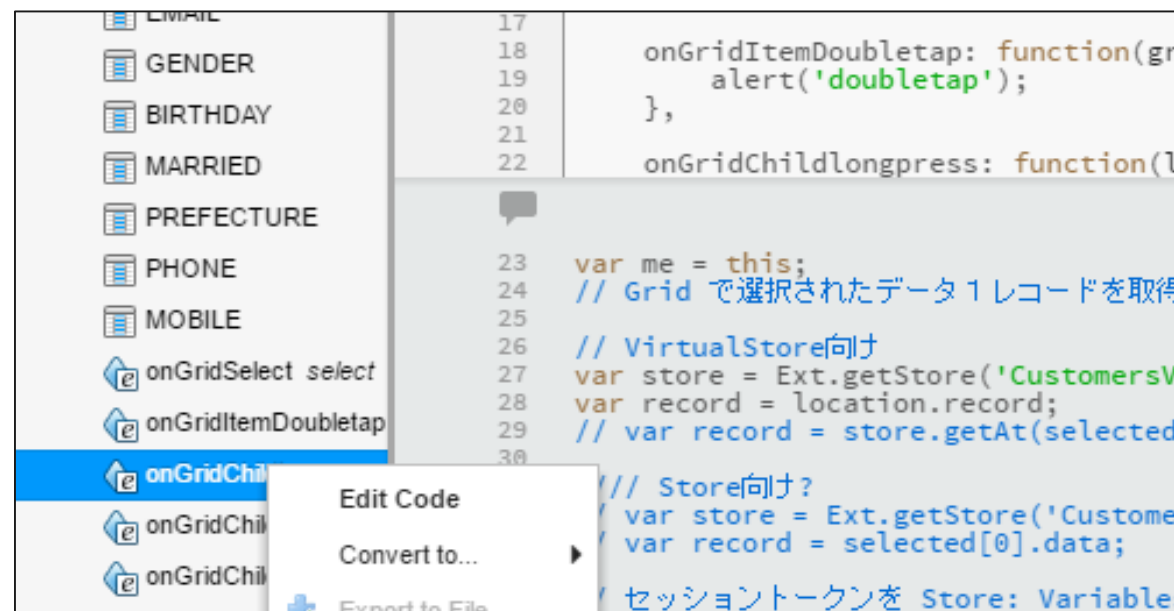 EMAIL
GENDER
BIRTHDAY
MARRIED
PREFECTURE
PHONE
MOBILE
onGridSelect select
onGridItemDoubletap
onGridChil
onGridChil
onGridChil
Edit Code
Convert to...
Export to File
17
18 onGridItemDoubletap: function(gr
19 alert('doubletap');
20 },
21
22 onGridChildlongpress: function(l
23 var me = this;
24 // Grid で選択されたデータ1レコードを取得
25
26 // VirtualStore向け
27 var store = Ext.getStore('CustomersV
28 var record = location.record;
29 // var record = store.getAt(selected
30
/// Store向け?
/ var store = Ext.getStore('Custome
/ var record = selected[0].data;
/ セッショントークンを Store: Variable